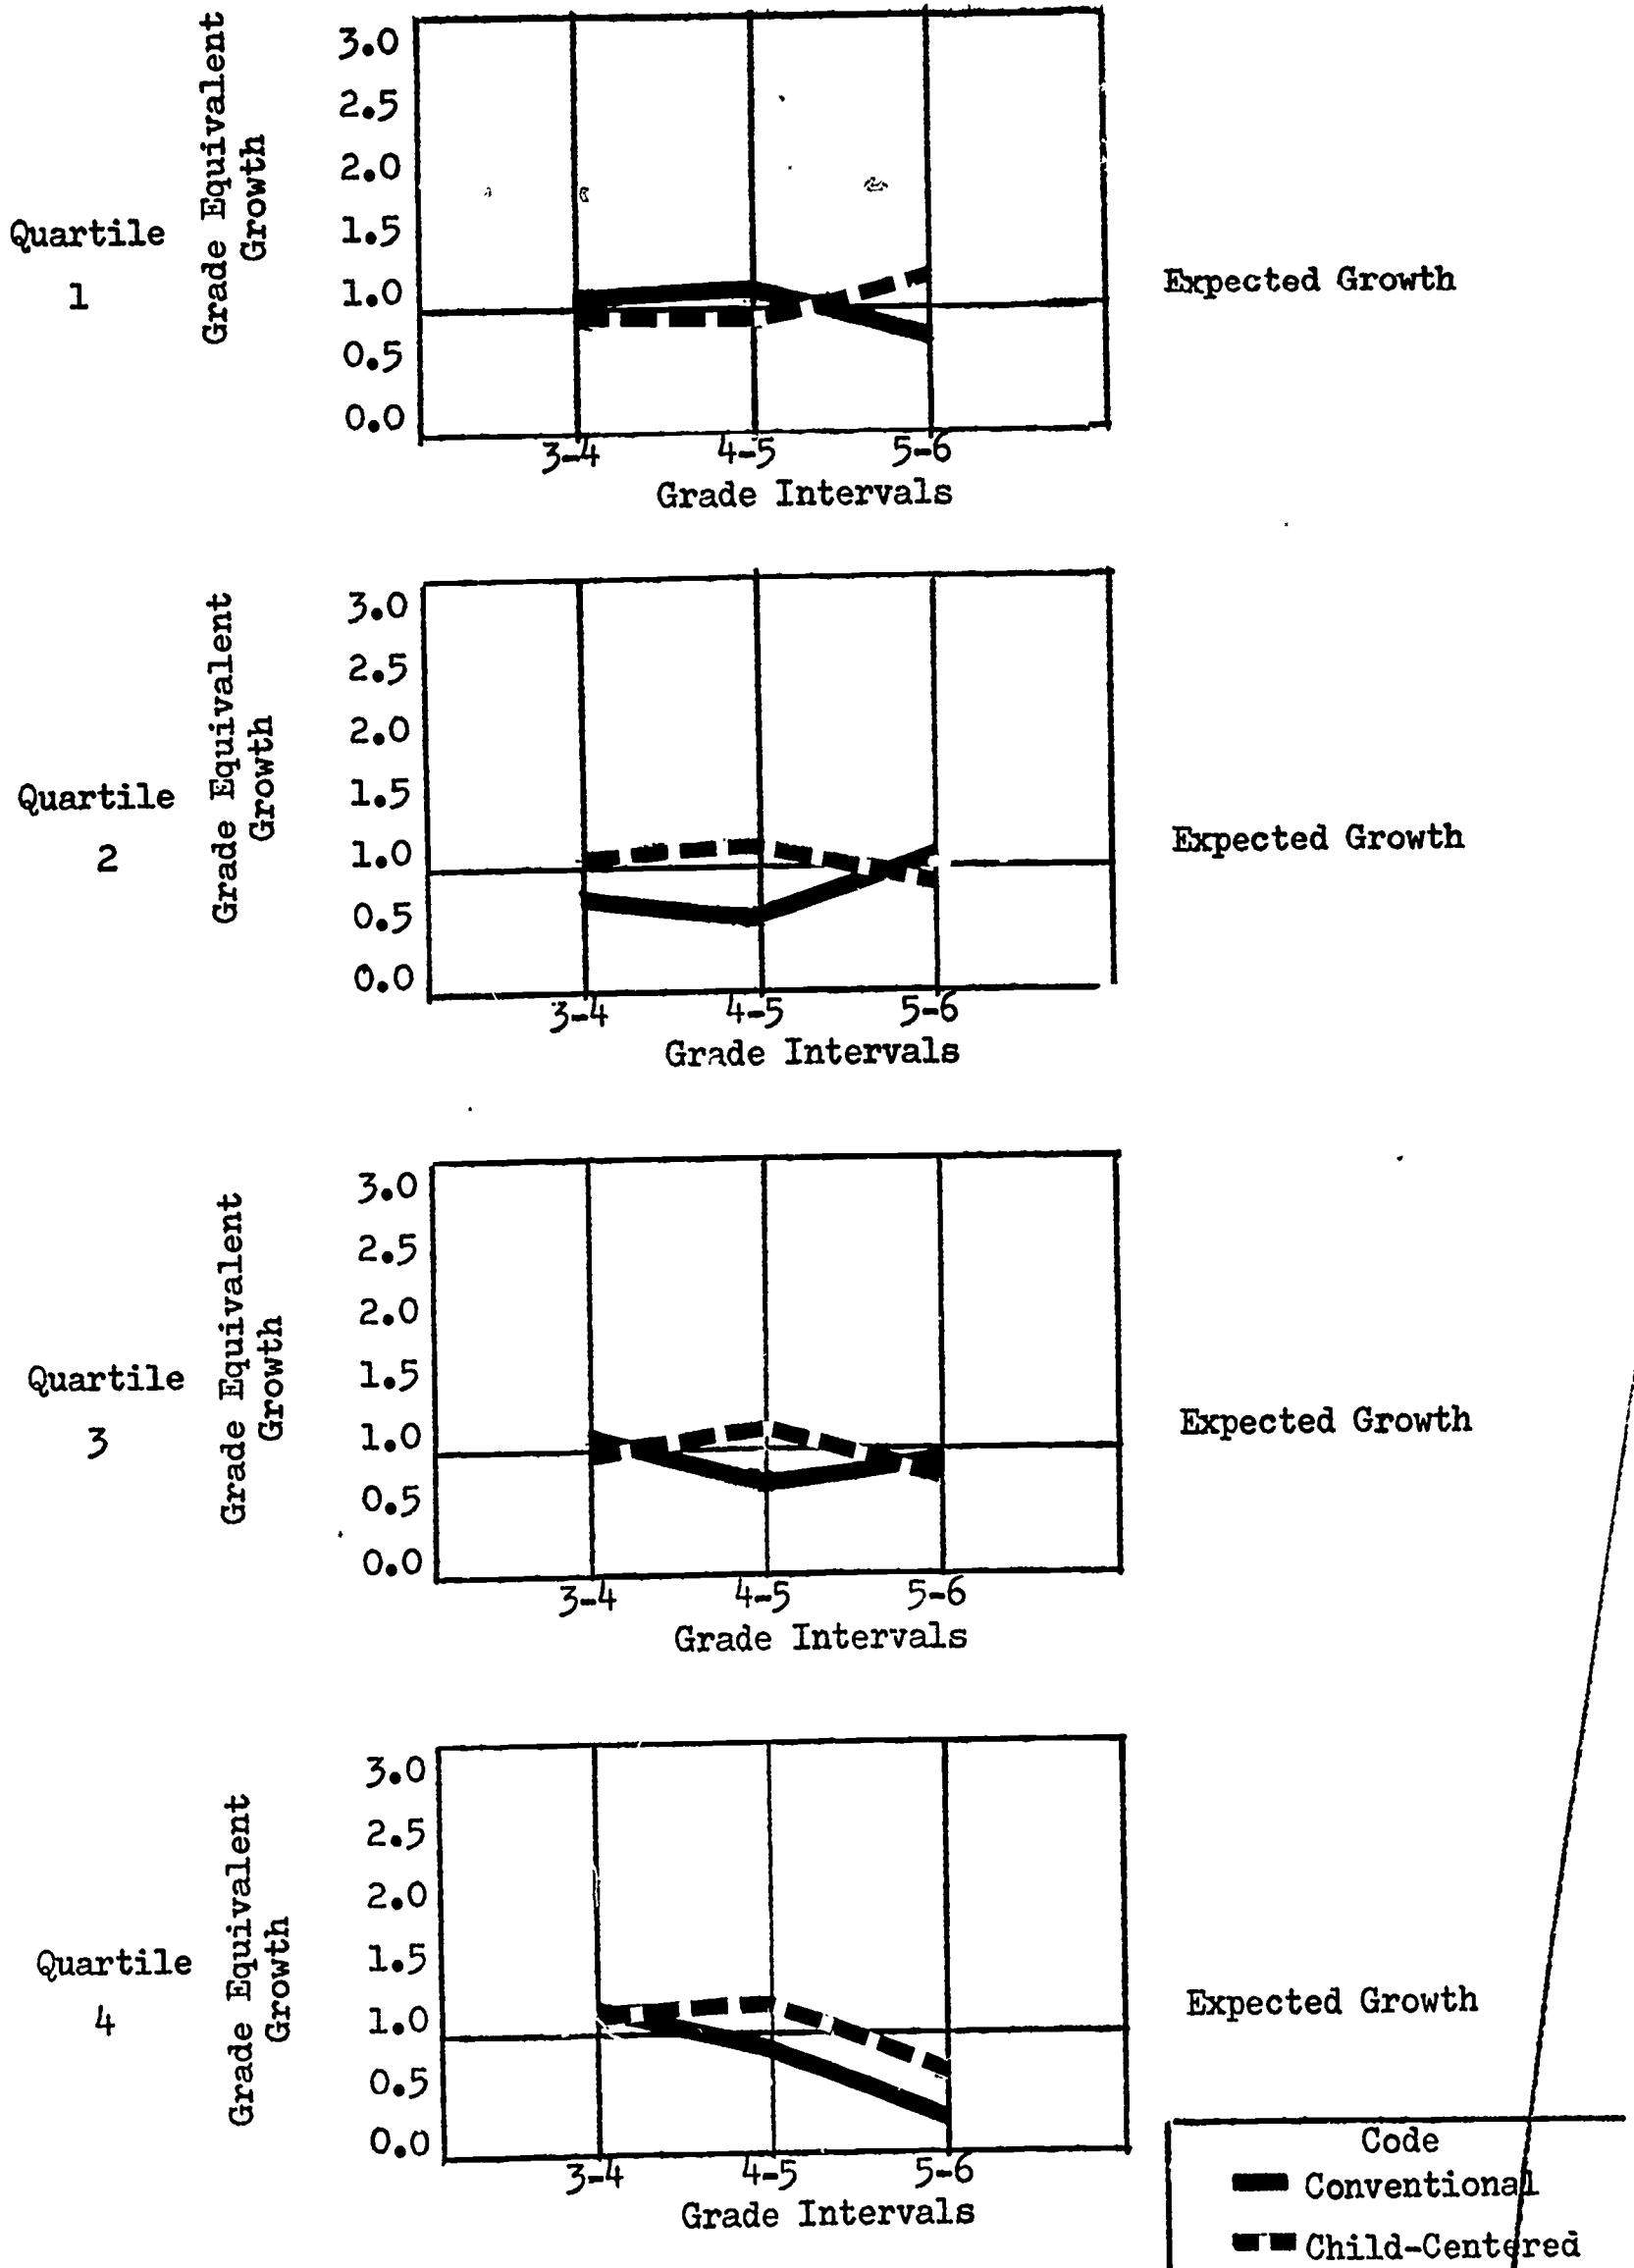 Quartile
1
Grade Equivalent
Growth
3.0
2.5
2.0
1.5
1.0
0.5
0.0
3-4 4-5 5-6
Grade Intervals
Expected Growth
Quartile
2
Grade Equivalent
Growth
3.0
2.5
2.0
1.5
1.0
0.5
0.0
3-4 4-5 5-6
Grade Intervals
Expected Growth
Quartile
3
Grade Equivalent
Growth
3.0
2.5
2.0
1.5
1.0
0.5
0.0
3-4 4-5 5-6
Grade Intervals
Expected Growth
Quartile
4
Grade Equivalent
Growth
3.0
2.5
2.0
1.5
1.0
0.5
0.0
3-4 4-5 5-6
Grade Intervals
Expected Growth
Code
Conventional
Child-Centered